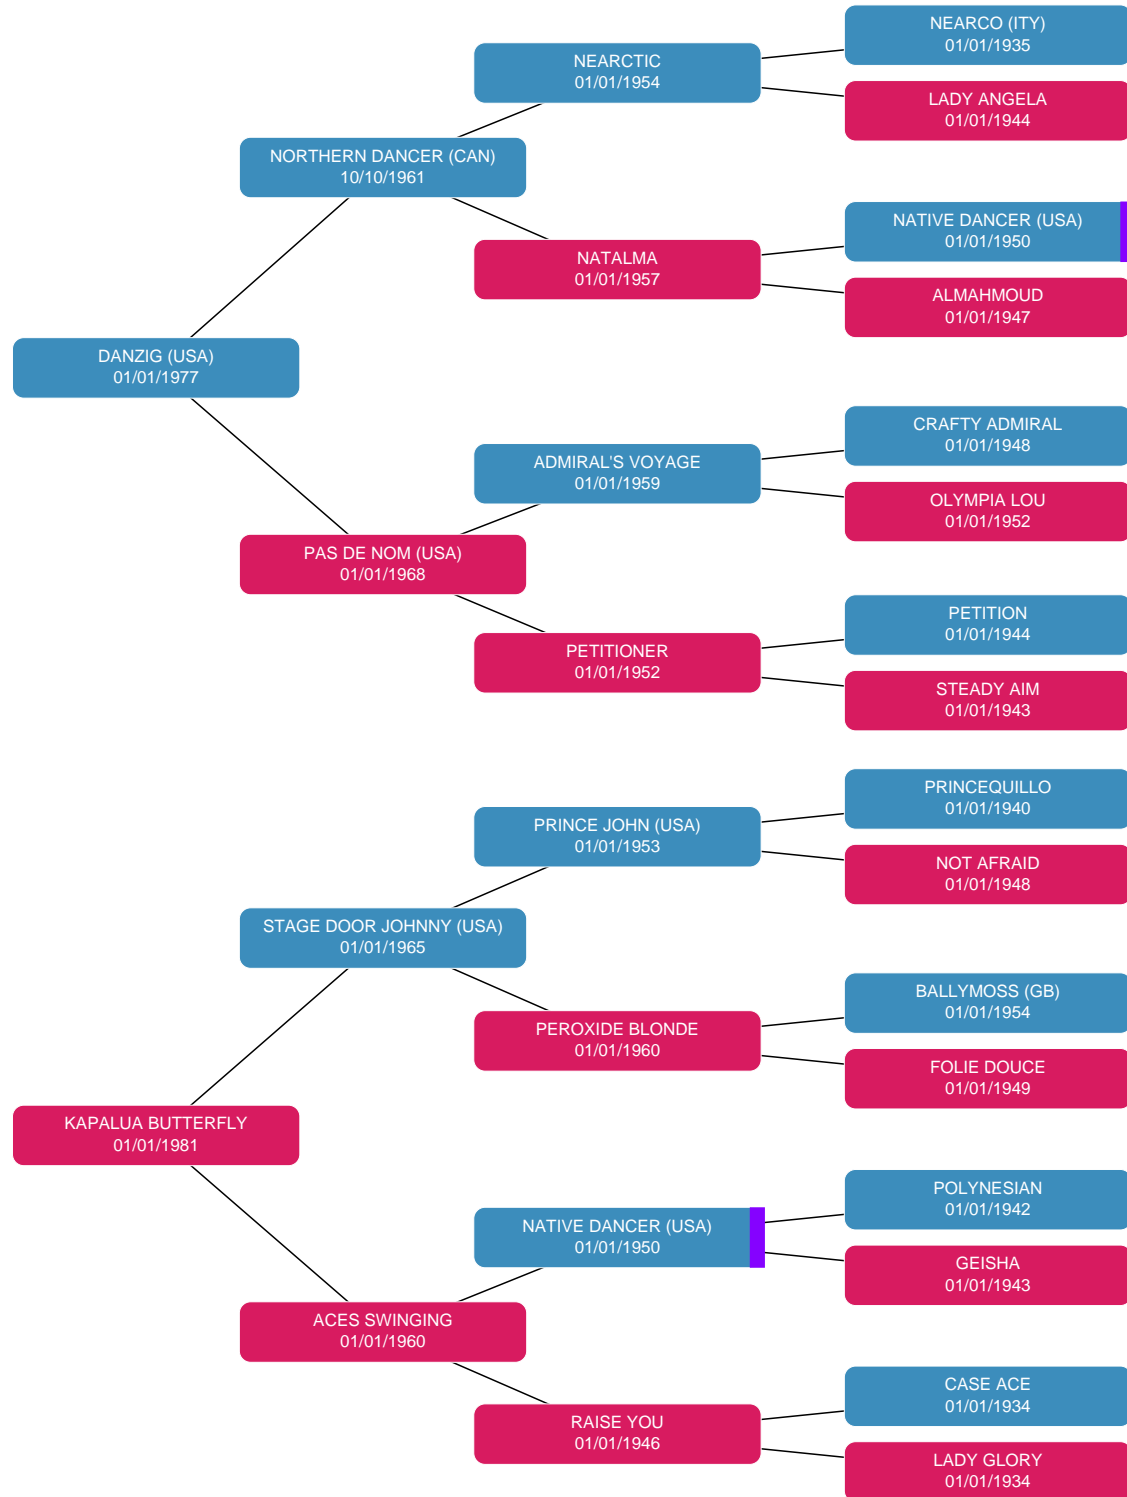 NEARCO (ITY)
01/01/1935
NEARCTIC
01/01/1954
LADY ANGELA
01/01/1944
NORTHERN DANCER (CAN)
10/10/1961
NATIVE DANCER (USA)
01/01/1950
NATALMA
01/01/1957
ALMAHMOUD
01/01/1947
DANZIG (USA)
01/01/1977
CRAFTY ADMIRAL
01/01/1948
ADMIRAL'S VOYAGE
01/01/1959
OLYMPIA LOU
01/01/1952
PAS DE NOM (USA)
01/01/1968
PETITION
01/01/1944
PETITIONER
01/01/1952
STEADY AIM
01/01/1943
PRINCEQUILLO
01/01/1940
PRINCE JOHN (USA)
01/01/1953
NOT AFRAID
01/01/1948
STAGE DOOR JOHNNY (USA)
01/01/1965
BALLYMOSS (GB)
01/01/1954
PEROXIDE BLONDE
01/01/1960
FOLIE DOUCE
01/01/1949
KAPALUA BUTTERFLY
01/01/1981
POLYNESIAN
01/01/1942
NATIVE DANCER (USA)
01/01/1950
GEISHA
01/01/1943
ACES SWINGING
01/01/1960
CASE ACE
01/01/1934
RAISE YOU
01/01/1946
LADY GLORY
01/01/1934